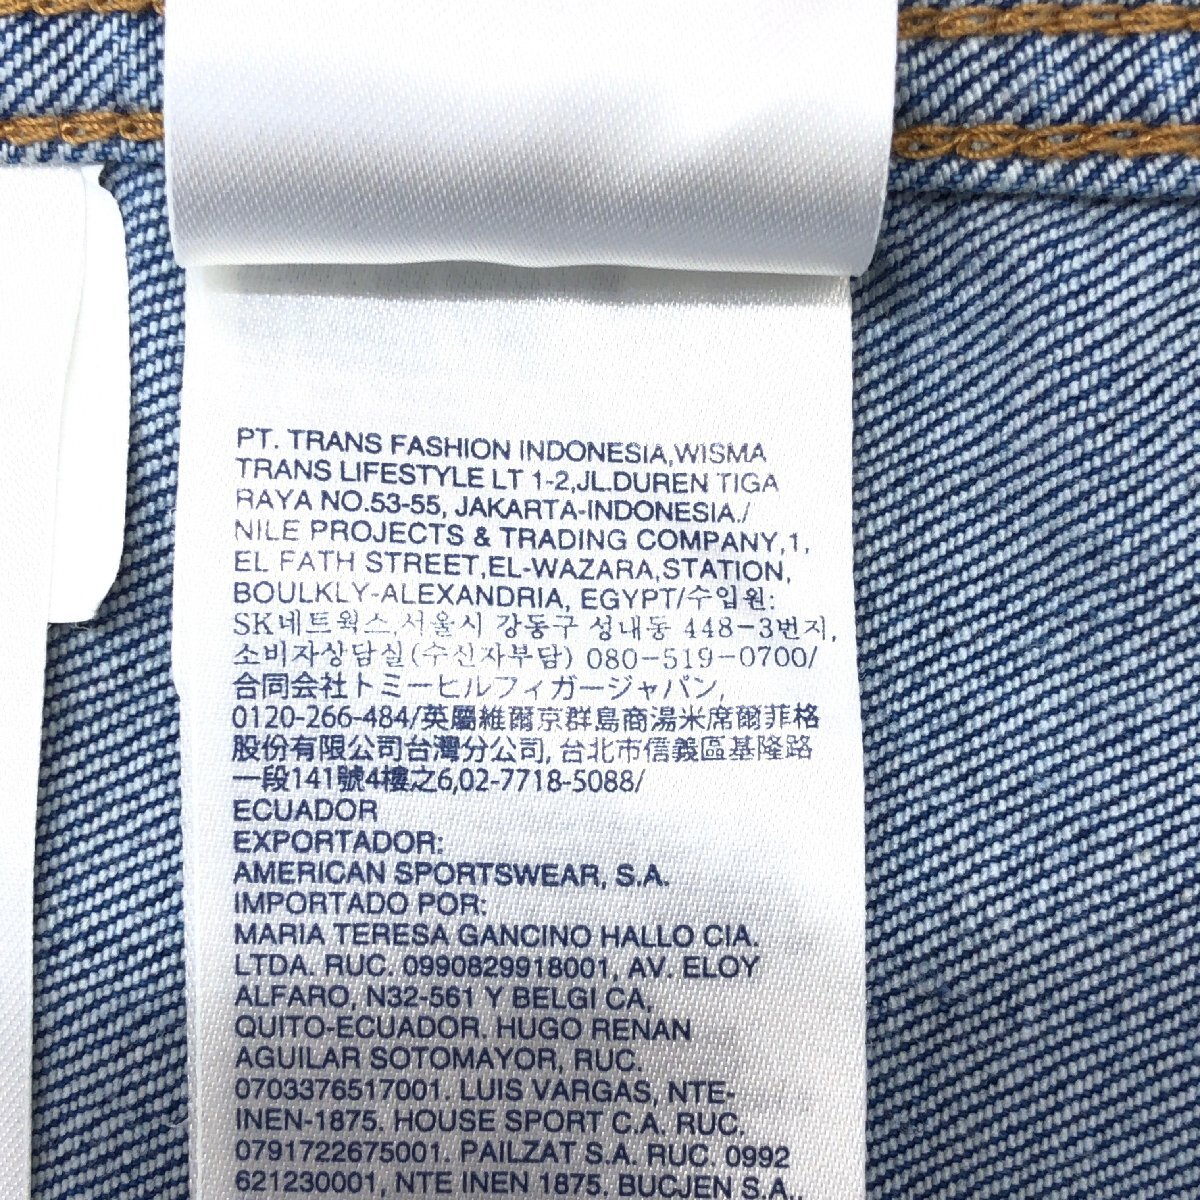 PT. TRANS FASHION INDONESIA,WISMA
TRANS LIFESTYLE LT 1-2,JL.DUREN TIGA
RAYA NO.53-55, JAKARTA-INDONESIA./
NILE PROJECTS & TRADING COMPANY,1,
EL FATH STREET,EL-WAZARA,STATION,
BOULKLY-ALEXANDRIA, EGYPT/수입원:
SK네트웍스,서울시 강동구 성내동 448-3번지,
소비자상담실(수신자부담) 080-519-0700/
合同会社トミーヒルフィガージャパン,
0120-266-484/英屬維爾京群島商湯米席爾菲格
股份有限公司台灣分公司, 台北市信義區基隆路
一段141號4樓之6,02-7718-5088/
ECUADOR
EXPORTADOR:
AMERICAN SPORTSWEAR, S.A.
IMPORTADO POR:
MARIA TERESA GANCINO HALLO CIA.
LTDA. RUC. 0990829918001, AV. ELOY
ALFARO, N32-561 Y BELGI CA,
QUITO-ECUADOR. HUGO RENAN
AGUILAR SOTOMAYOR, RUC.
0703376517001. LUIS VARGAS, NTE-
INEN-1875. HOUSE SPORT C.A. RUC.
0791722675001. PAILZAT S.A. RUC. 0992
621230001, NTE INEN 1875. BUCJEN S.A.,